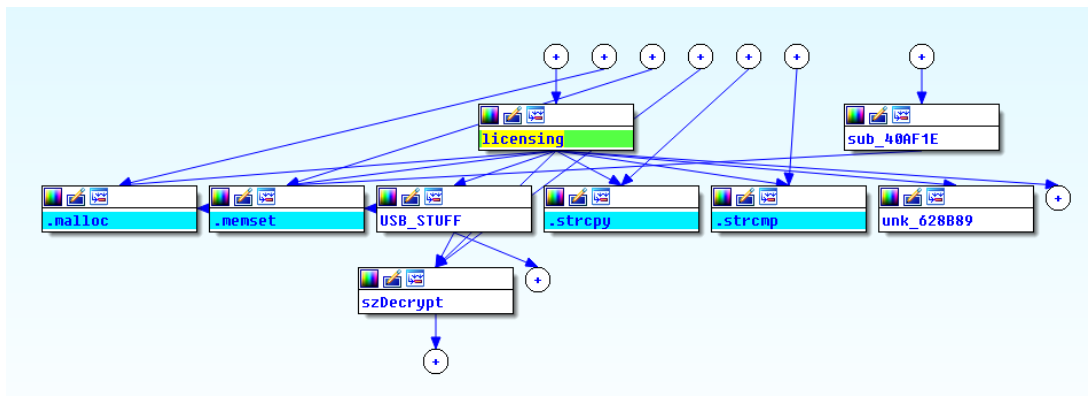 + + + + + + +
licensing
sub_40AF1E
.malloc
.memset
USB_STUFF
.strcpy
.strcmp
unk_628B89
+
szDecrypt
+
+